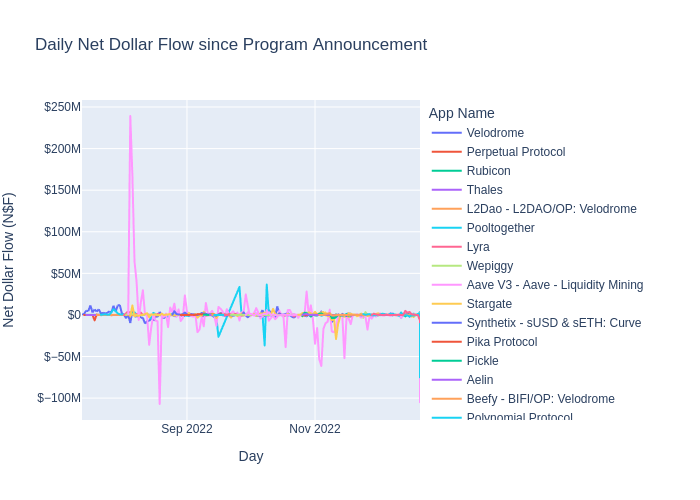 Daily Net Dollar Flow since Program Announcement
$250M
$200M
$150M
$100M
$50M
$0
−$50M
−$100M
Net Dollar Flow (N$F)
Sep 2022
Nov 2022
Day
App Name
Velodrome
Perpetual Protocol
Rubicon
Thales
L2Dao - L2DAO/OP: Velodrome
Pooltogether
Lyra
Wepiggy
Aave V3 - Aave - Liquidity Mining
Stargate
Synthetix - sUSD & sETH: Curve
Pika Protocol
Pickle
Aelin
Beefy - BIFI/OP: Velodrome
Polynomial Protocol